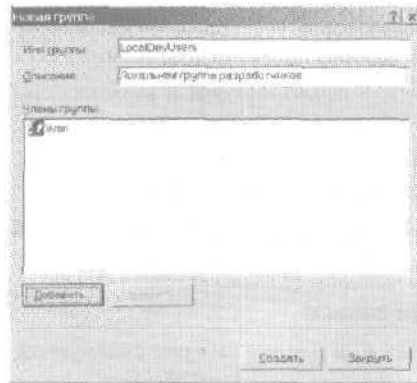 Новая группа
Имя группы: LocalDevUsers
Описание: Локальная группа разработчиков
Члены группы:
Ivan
Добавить...
Создать
Закрыть